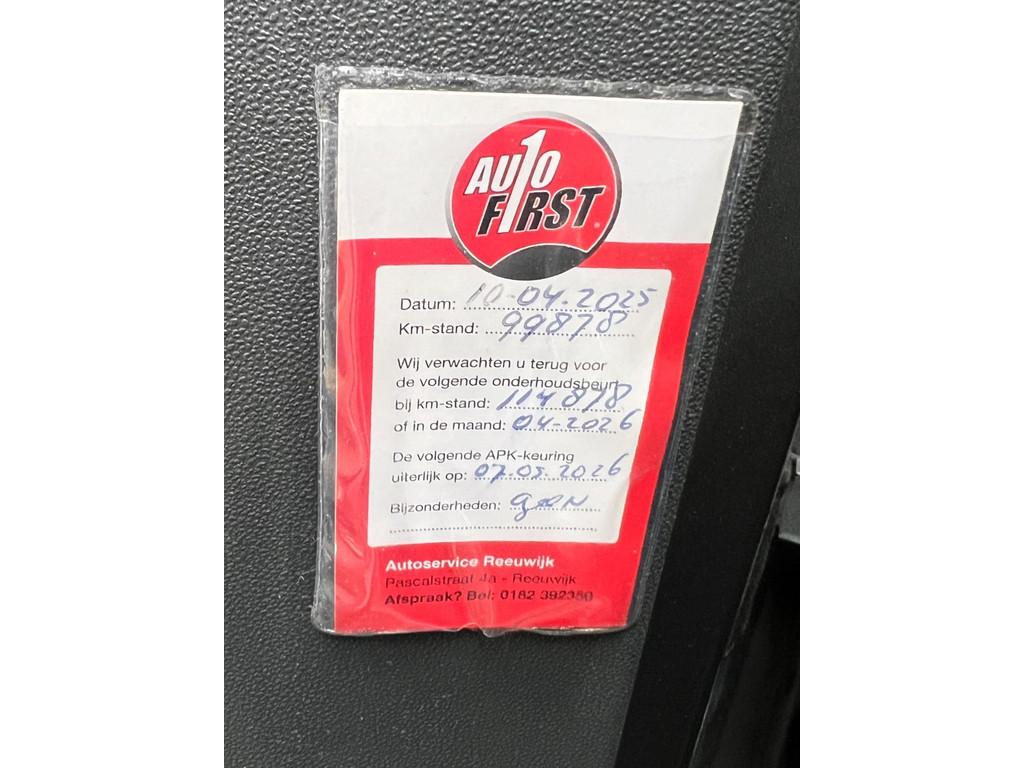 AUTO
FIRST
Datum: 10-04.2025
Km-stand: 99878
Wij verwachten u terug voor
de volgende onderhoudsbeurt
bij km-stand: 114878
of in de maand: 04-2026
De volgende APK-keuring
uiterlijk op: 07.05.2026
Bijzonderheden: geen
Autoservice Reeuwijk
Pascalstraat 4a - Reeuwijk
Afspraak? Bel: 0182 392350